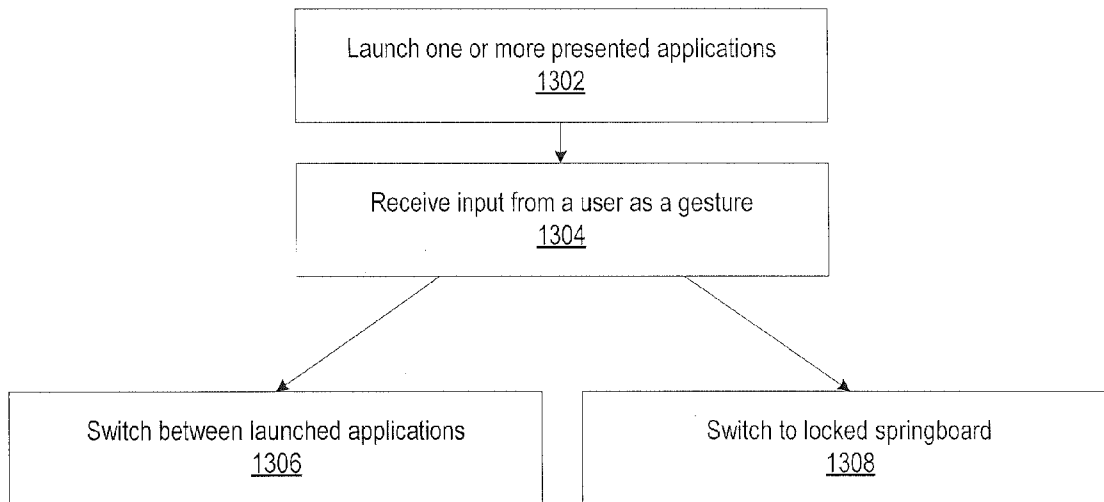 Launch one or more presented applications
1302
Receive input from a user as a gesture
1304
Switch between launched applications
1306
Switch to locked springboard
1308